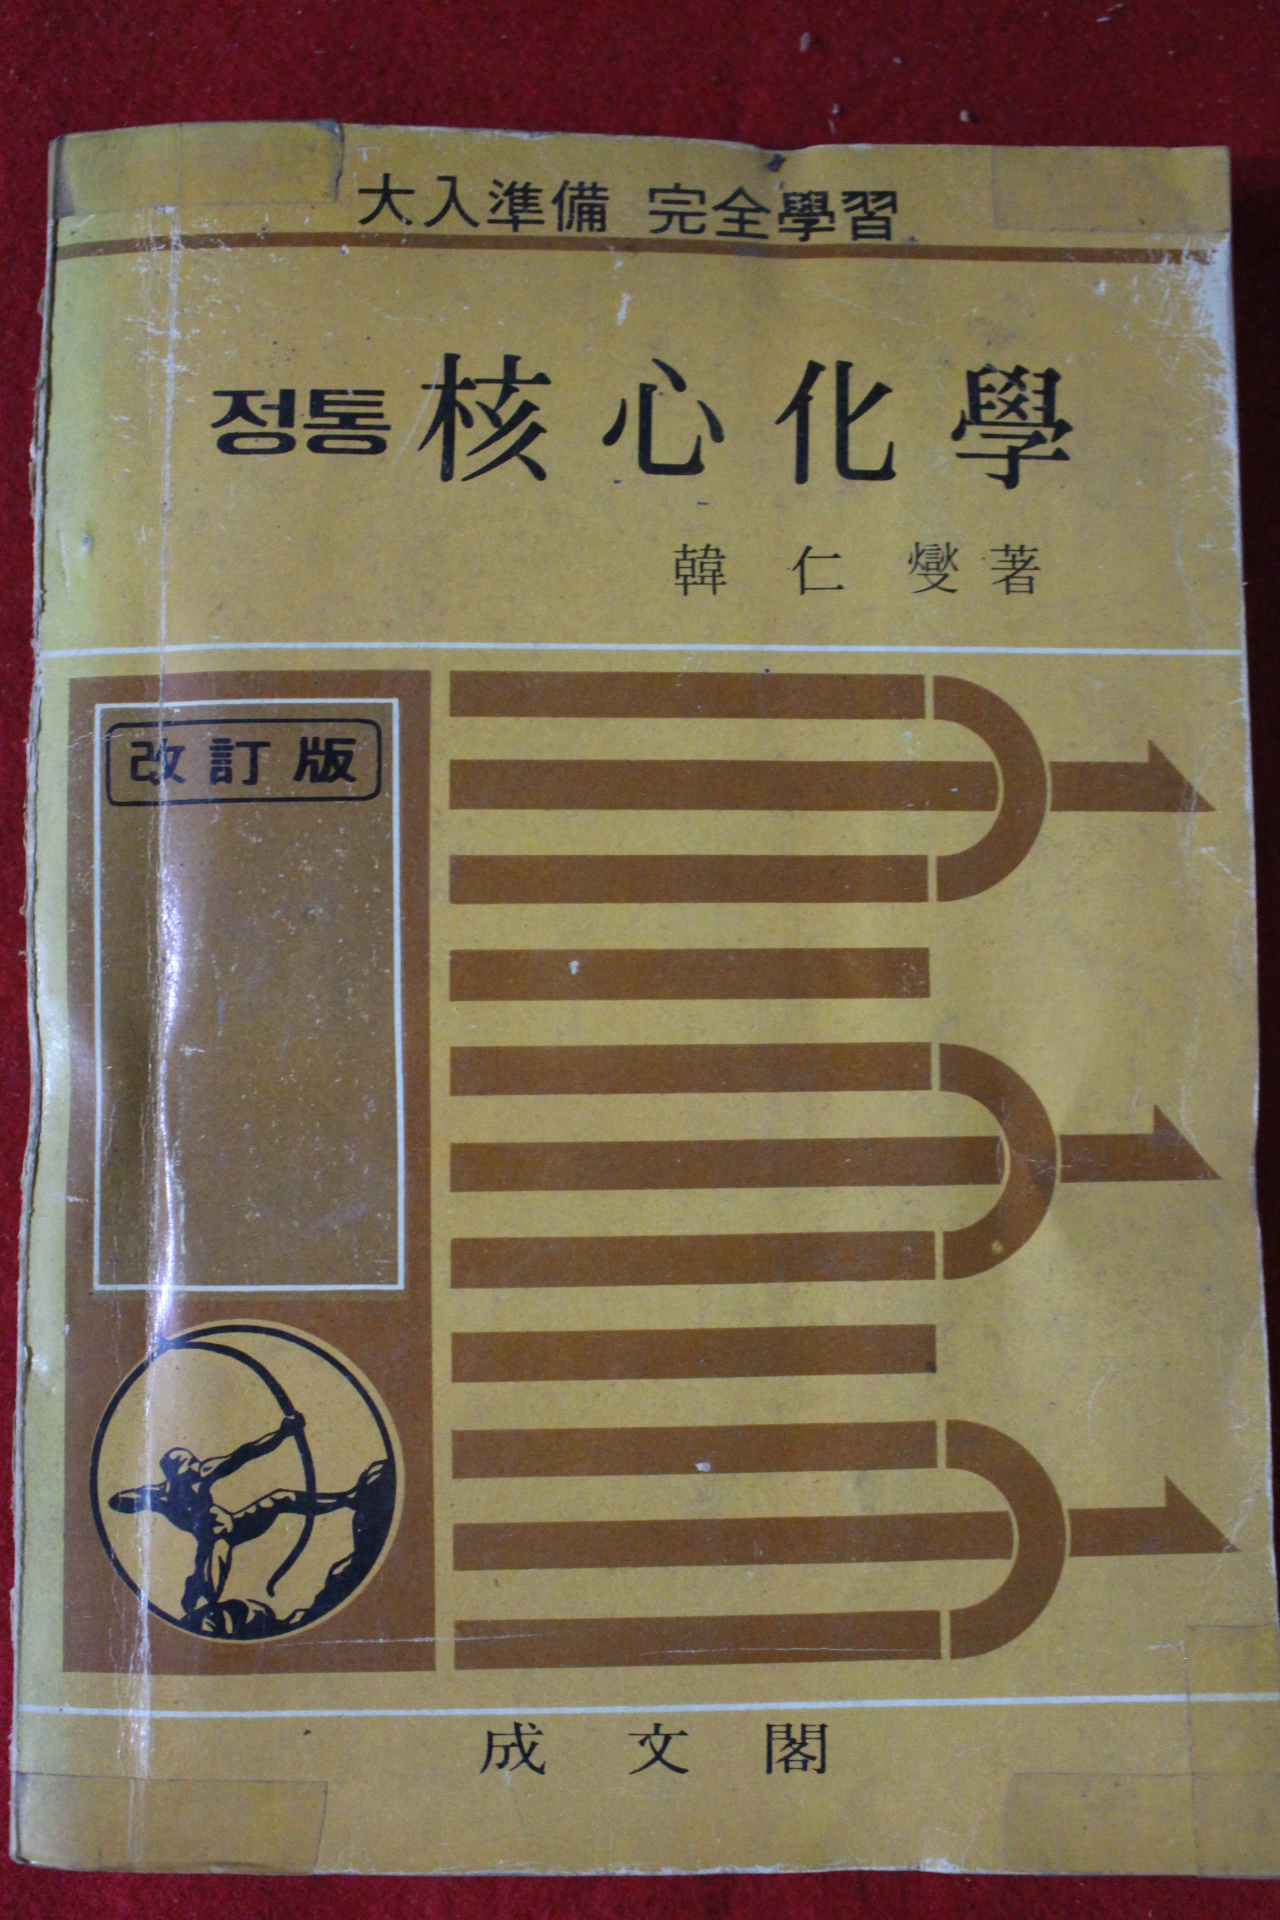 大入準備 完全學習
정통 核心化學
韓仁燮著
改訂版
成文閣